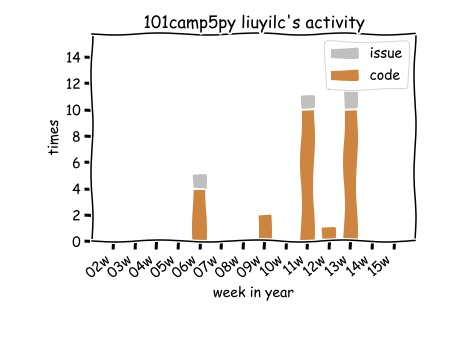 101camp5py liuyilc's activity
issue
code
14
12
10
8
6
4
2
0
times
02w 03w 04w 05w 06w 07w 08w 09w 10w 11w 12w 13w 14w 15w
week in year